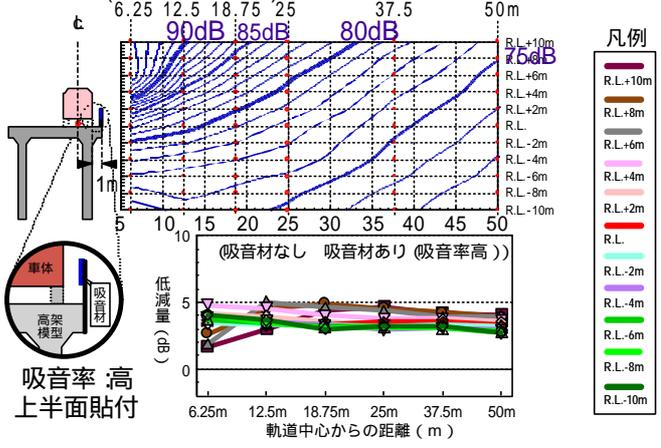 6.25 12.5 18.75 25 37.5 50m
90dB 85dB 80dB 75dB
℄
R.L.+10m
R.L.+6m
R.L.+4m
R.L.+2m
R.L.
R.L.-2m
R.L.-4m
R.L.-6m
R.L.-8m
R.L.-10m
1m
5 10 15 20 25 30 35 40 45 50
(吸音材なし 吸音材あり(吸音率高))
10
5
0
低減量(dB)
6.25m 12.5m 18.75m 25m 37.5m 50m
軌道中心からの距離(m)
車体
高架
模型
吸音材
吸音率:高
上半面貼付
凡例
R.L.+10m
R.L.+8m
R.L.+6m
R.L.+4m
R.L.+2m
R.L.
R.L.-2m
R.L.-4m
R.L.-6m
R.L.-8m
R.L.-10m